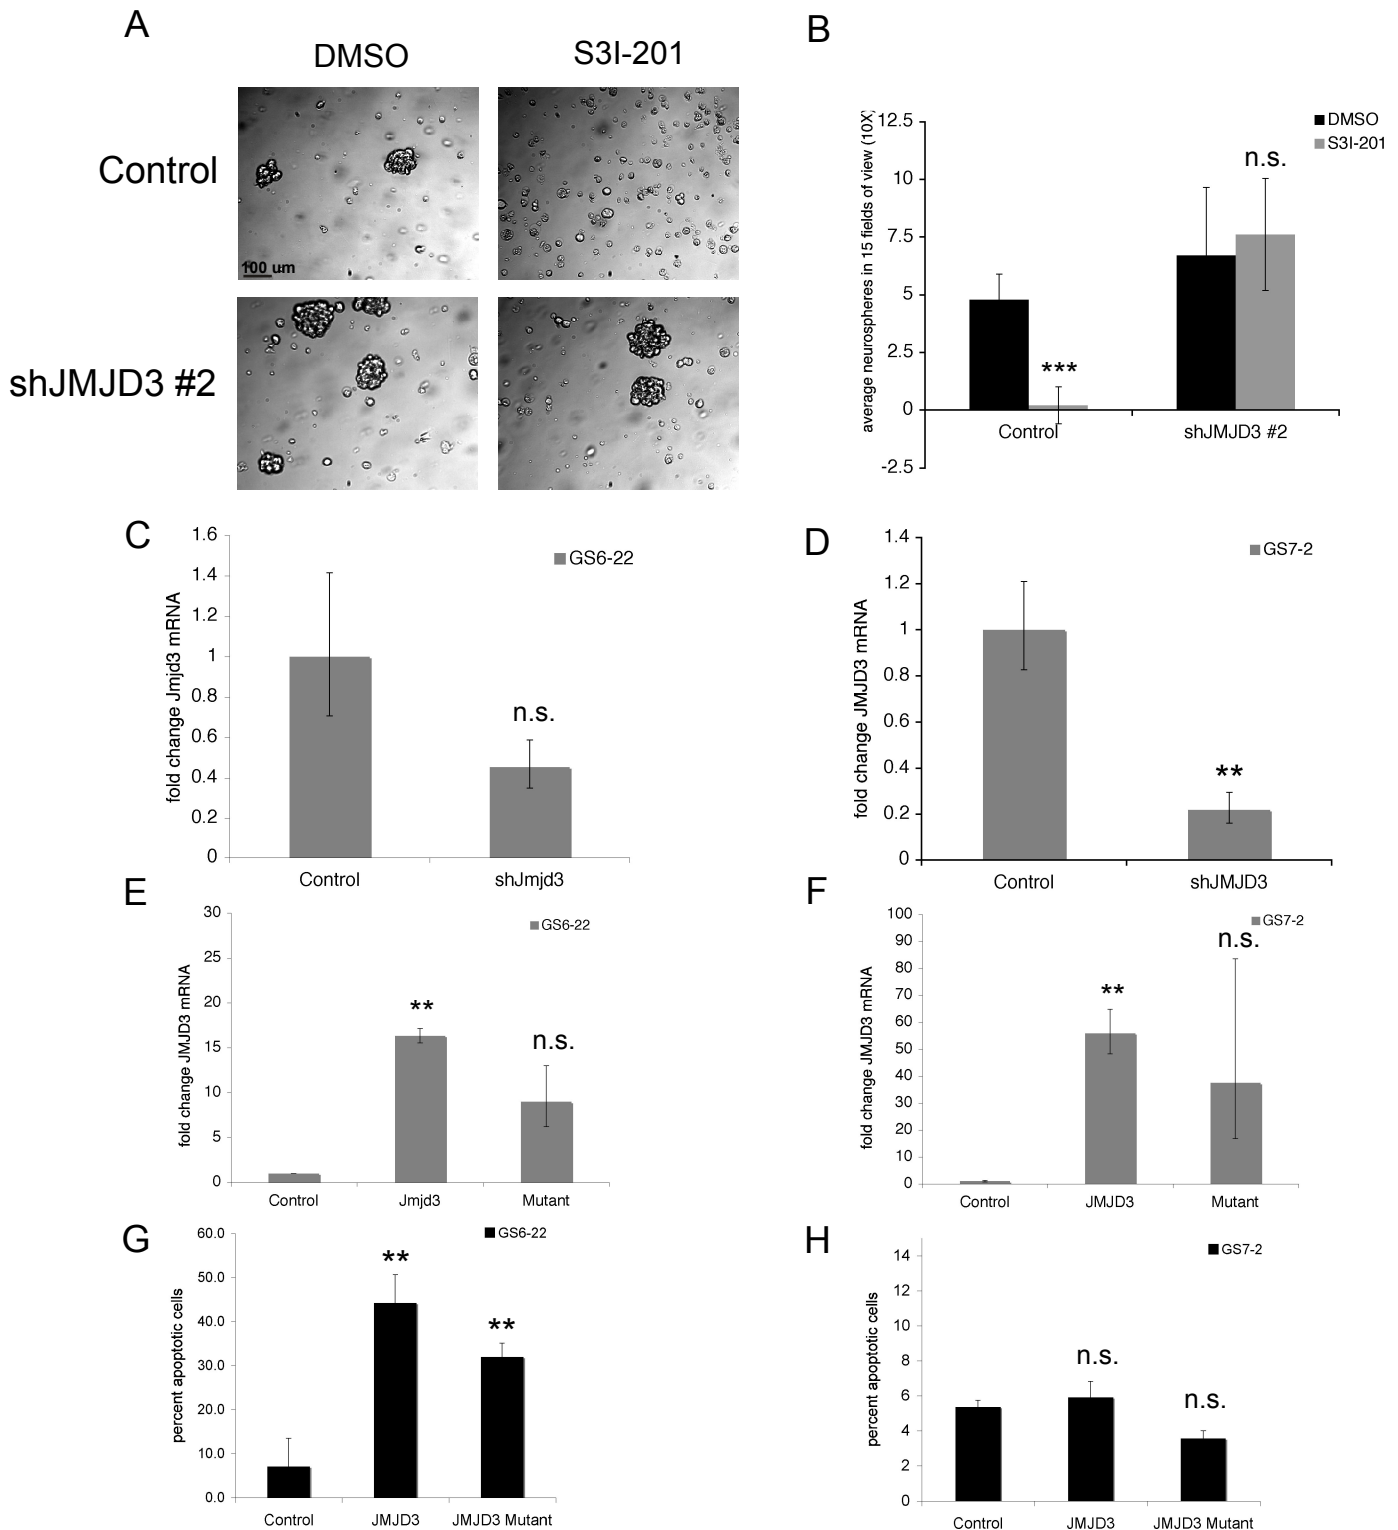 A
DMSO
S3I-201
Control
100 um
shJMJD3 #2
B
average neurospheres in 15 fields of view (10X)
12.5
10
7.5
5
2.5
0
-2.5
DMSO
S3I-201
n.s.
***
Control
shJMJD3 #2
C
fold change Jmjd3 mRNA
1.6
1.4
1.2
1
0.8
0.6
0.4
0.2
0
GS6-22
n.s.
Control
shJmjd3
D
fold change JMJD3 mRNA
1.4
1.2
1
0.8
0.6
0.4
0.2
0
GS7-2
**
Control
shJMJD3
E
fold change JMJD3 mRNA
30
25
20
15
10
5
0
GS6-22
**
n.s.
Control
Jmjd3
Mutant
F
fold change JMJD3 mRNA
100
90
80
70
60
50
40
30
20
10
0
GS7-2
n.s.
**
Control
JMJD3
Mutant
G
percent apoptotic cells
60.0
50.0
40.0
30.0
20.0
10.0
0.0
GS6-22
**
**
Control
JMJD3
JMJD3 Mutant
H
percent apoptotic cells
14
12
10
8
6
4
2
0
GS7-2
n.s.
n.s.
Control
JMJD3
JMJD3 Mutant